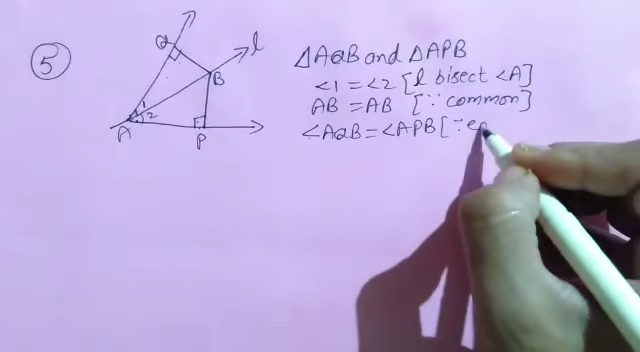 5
Q
l
B
1
2
A
P
ΔAQB and ΔAPB
∠1 = ∠2 [l bisect ∠A]
AB = AB [∵ common]
∠AQB = ∠APB [∵ e